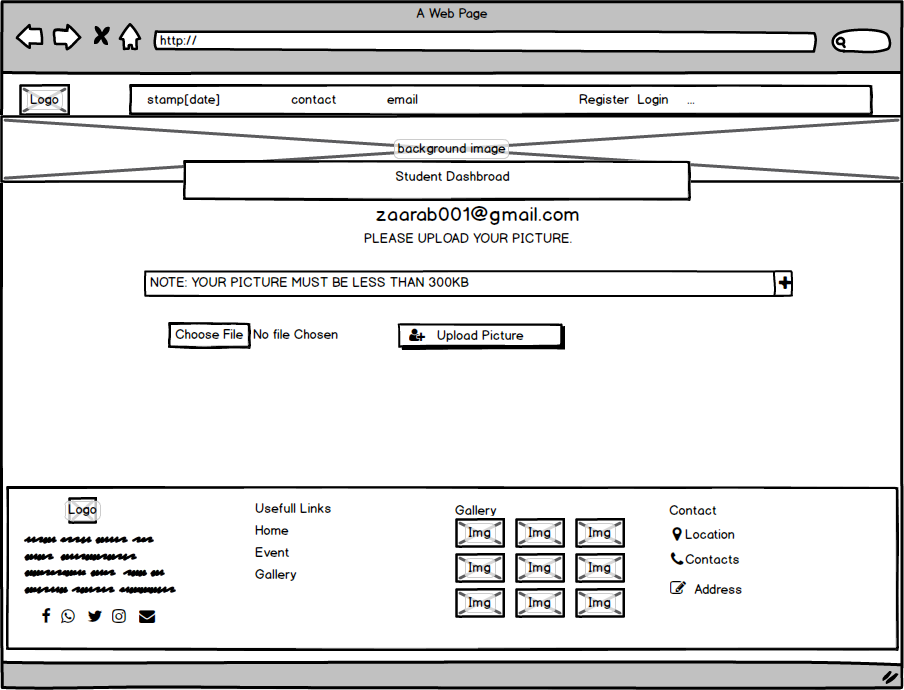 A Web Page
http://
Logo
stamp[date] contact email Register Login ...
background image
Student Dashbroad
zaarab001@gmail.com
PLEASE UPLOAD YOUR PICTURE.
NOTE: YOUR PICTURE MUST BE LESS THAN 300KB
Choose File No file Chosen Upload Picture
Logo
Usefull Links
Home
Event
Gallery
Gallery
Img Img Img
Img Img Img
Img Img Img
Contact
Location
Contacts
Address